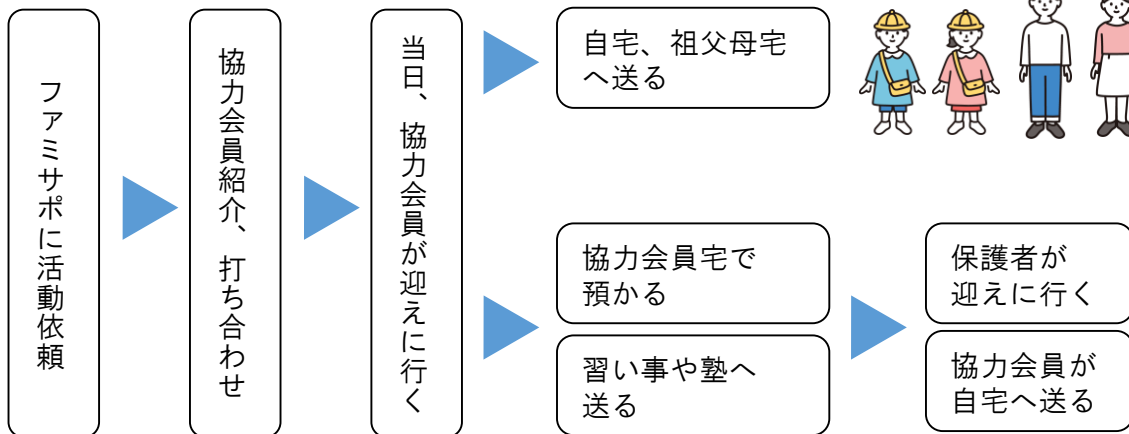 ファミサポに活動依頼
協力会員紹介、打ち合わせ
当日、協力会員が迎えに行く
自宅、祖父母宅
へ送る
協力会員宅で
預かる
習い事や塾へ
送る
保護者が
迎えに行く
協力会員が
自宅へ送る